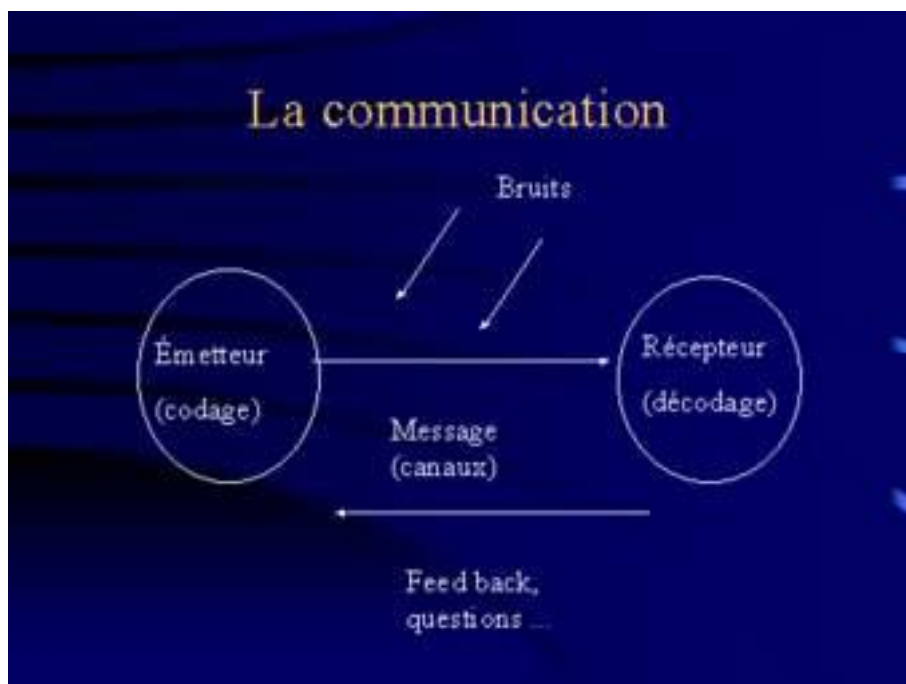 La communication
Bruits
Émetteur
(codage)
Récepteur
(décodage)
Message
(canaux)
Feed back,
questions ...